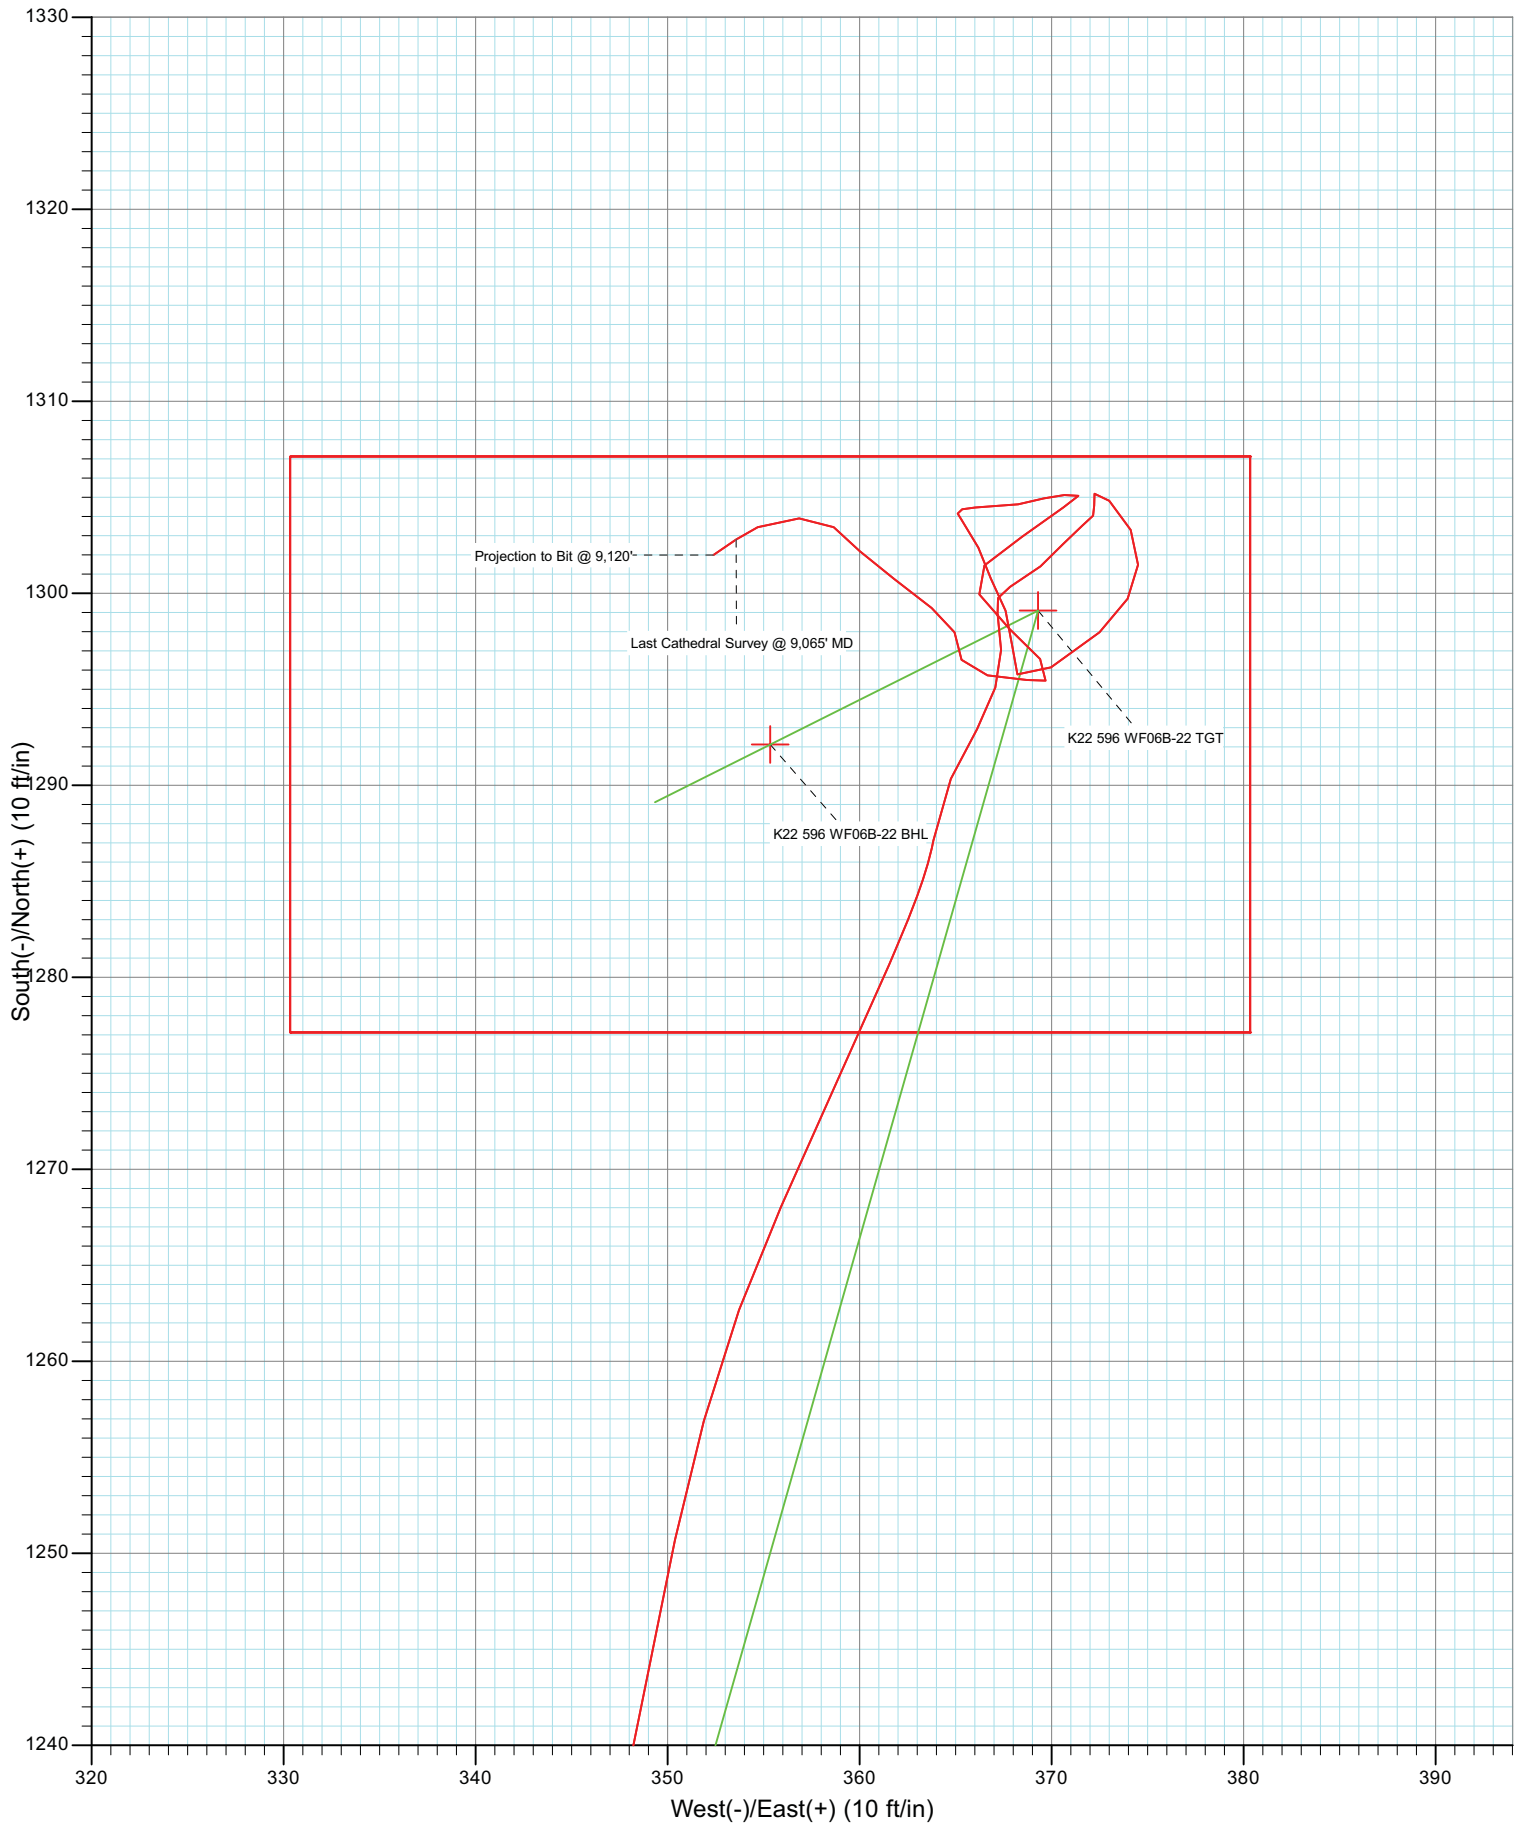 1330
1320
1310
1300
1290
1280
1270
1260
1250
1240
South(-)/North(+) (10 ft/in)
Projection to Bit @ 9,120'
Last Cathedral Survey @ 9,065' MD
K22 596 WF06B-22 TGT
K22 596 WF06B-22 BHL
320 330 340 350 360 370 380 390
West(-)/East(+) (10 ft/in)